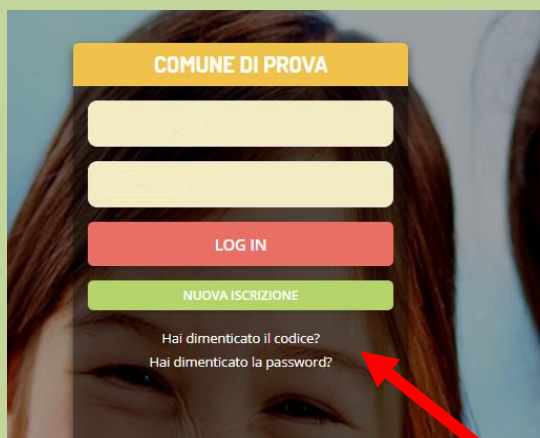 COMUNE DI PROVA
LOG IN
NUOVA ISCRIZIONE
Hai dimenticato il codice?
Hai dimenticato la password?